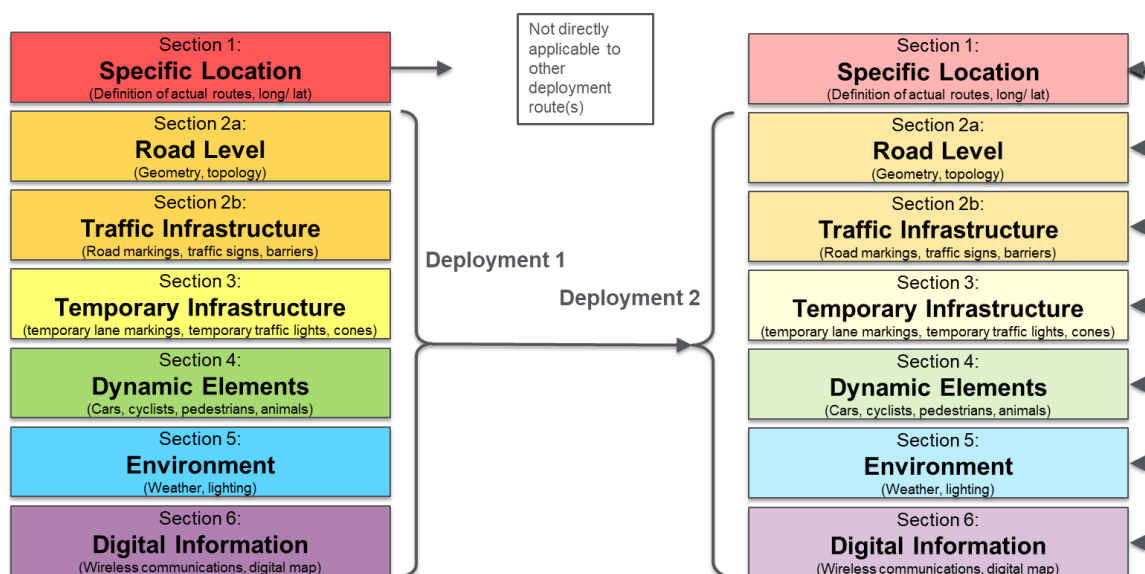 Section 1:
Specific Location
(Definition of actual routes, long/ lat)
Section 2a:
Road Level
(Geometry, topology)
Section 2b:
Traffic Infrastructure
(Road markings, traffic signs, barriers)
Section 3:
Temporary Infrastructure
(temporary lane markings, temporary traffic lights, cones)
Section 4:
Dynamic Elements
(Cars, cyclists, pedestrians, animals)
Section 5:
Environment
(Weather, lighting)
Section 6:
Digital Information
(Wireless communications, digital map)
Not directly
applicable to
other
deployment
route(s)
Deployment 1
Deployment 2
Section 1:
Specific Location
(Definition of actual routes, long/ lat)
Section 2a:
Road Level
(Geometry, topology)
Section 2b:
Traffic Infrastructure
(Road markings, traffic signs, barriers)
Section 3:
Temporary Infrastructure
(temporary lane markings, temporary traffic lights, cones)
Section 4:
Dynamic Elements
(Cars, cyclists, pedestrians, animals)
Section 5:
Environment
(Weather, lighting)
Section 6:
Digital Information
(Wireless communications, digital map)